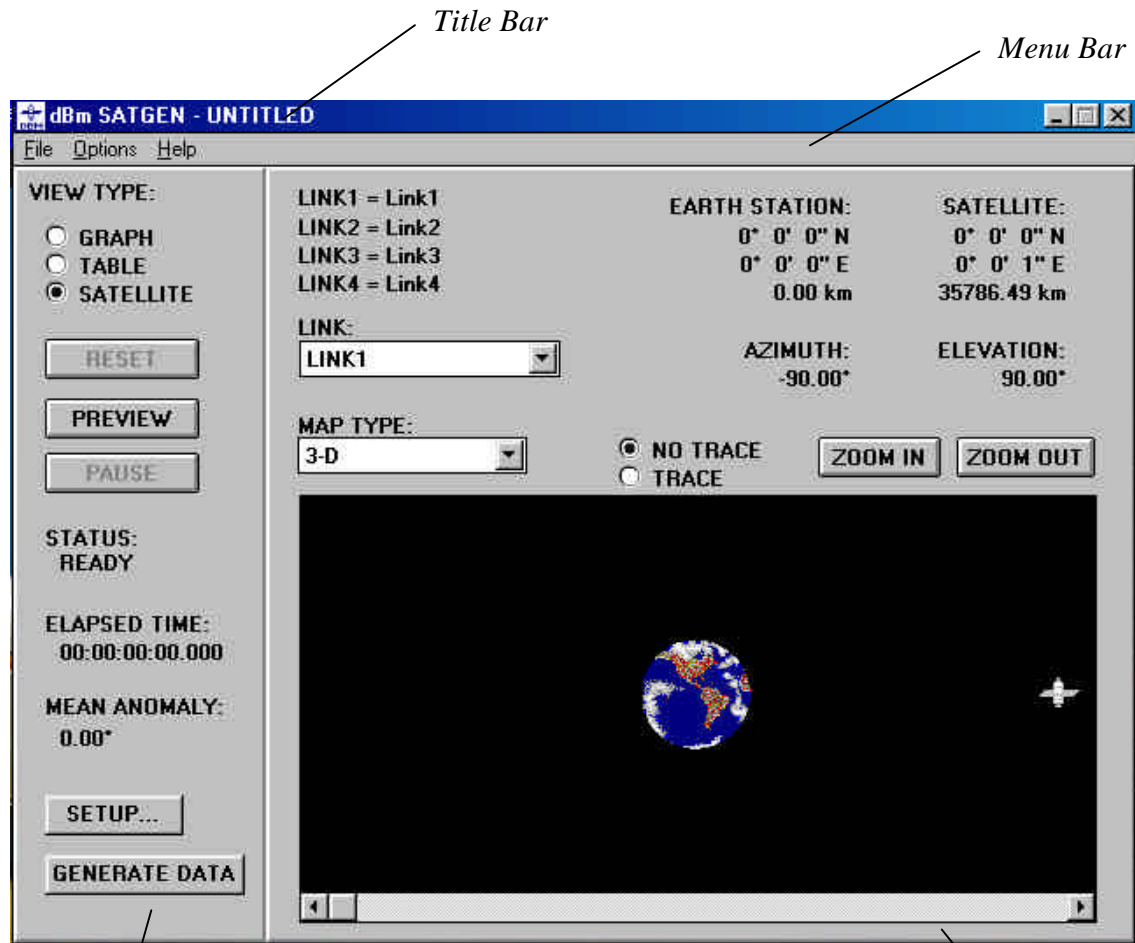 Title Bar
Menu Bar
dBm SATGEN - UNTITLED
File Options Help
VIEW TYPE:
GRAPH
TABLE
SATELLITE
RESET
PREVIEW
PAUSE
STATUS:
READY
ELAPSED TIME:
00:00:00:00.000
MEAN ANOMALY:
0.00°
SETUP...
GENERATE DATA
LINK1 = Link1
LINK2 = Link2
LINK3 = Link3
LINK4 = Link4
LINK:
LINK1
EARTH STATION:
0° 0' 0" N
0° 0' 0" E
0.00 km
SATELLITE:
0° 0' 0" N
0° 0' 1" E
35786.49 km
AZIMUTH:
-90.00°
ELEVATION:
90.00°
MAP TYPE:
3-D
NO TRACE
TRACE
ZOOM IN
ZOOM OUT